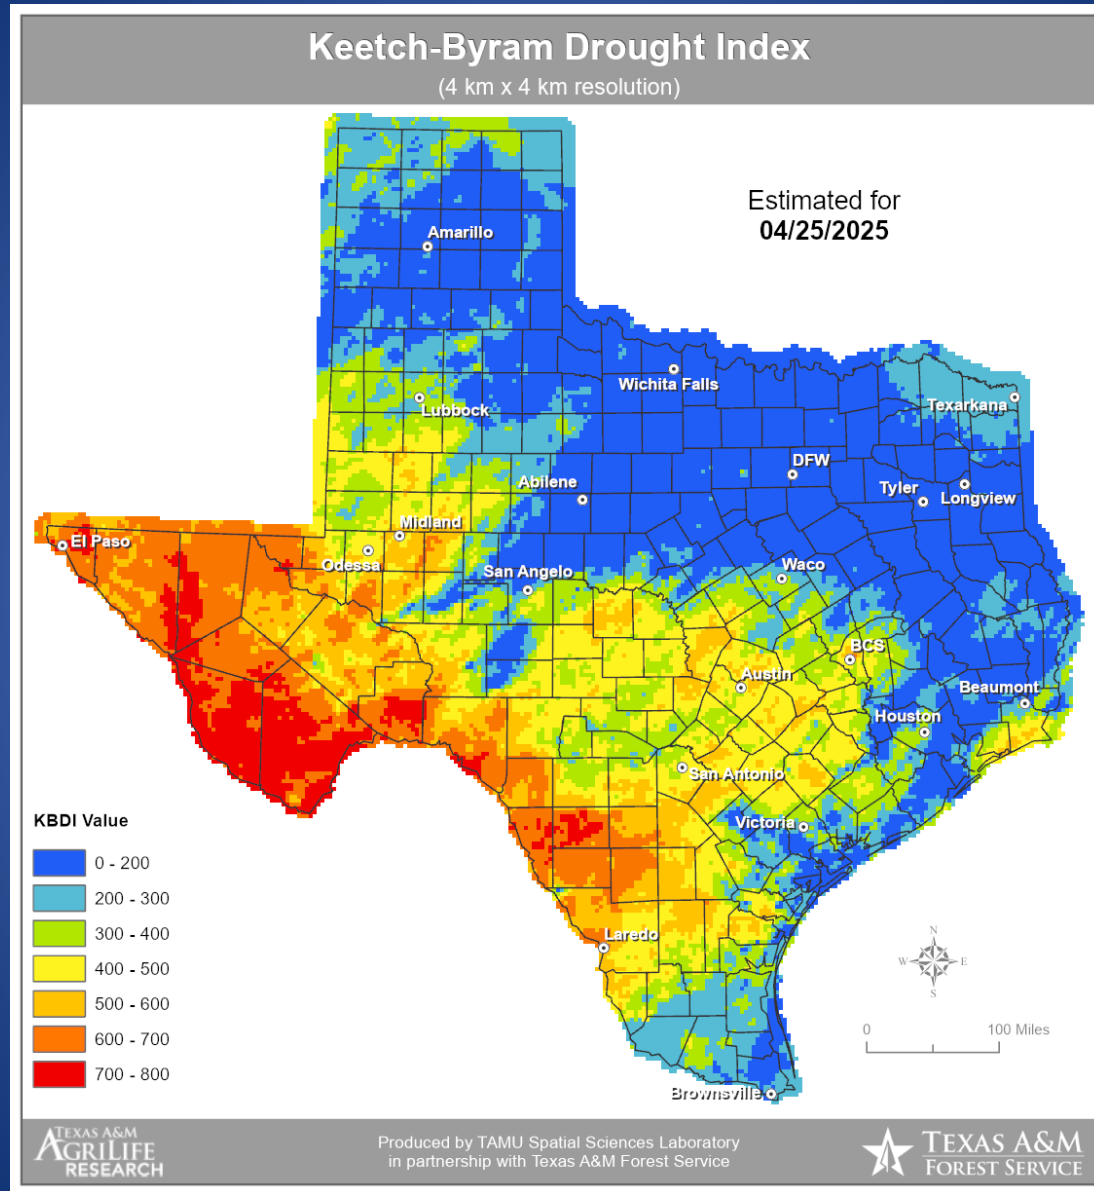 Keetch-Byram Drought Index
(4 km x 4 km resolution)
Estimated for
04/25/2025
Amarillo
Wichita Falls
Lubbock
Texarkana
DFW
Abilene
Tyler
Longview
Midland
El Paso
Odessa
San Angelo
Waco
BCS
Austin
Beaumont
Houston
San Antonio
Victoria
Laredo
Brownsville
KBDI Value
0 - 200
200 - 300
300 - 400
400 - 500
500 - 600
600 - 700
700 - 800
N
W E
S
0 100 Miles
TEXAS A&M
AGRILIFE
RESEARCH
Produced by TAMU Spatial Sciences Laboratory
in partnership with Texas A&M Forest Service
TEXAS A&M
FOREST SERVICE